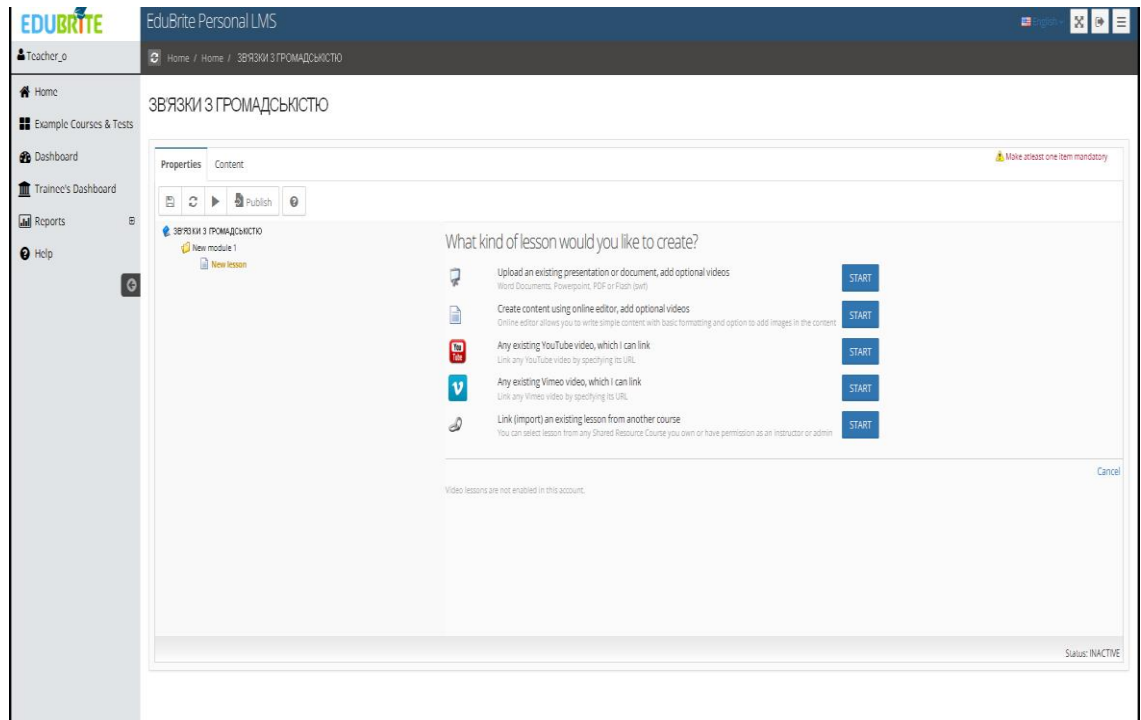 EDUBRITE
EduBrite Personal LMS
English
Teacher_o
Home / Home / ЗВ'ЯЗКИ З ГРОМАДСЬКІСТЮ
Home
Example Courses & Tests
Dashboard
Trainee's Dashboard
Reports
Help
ЗВ'ЯЗКИ З ГРОМАДСЬКІСТЮ
Properties Content
Make atleast one item mandatory
Publish
ЗВ'ЯЗКИ З ГРОМАДСЬКІСТЮ
New module 1
New lesson
What kind of lesson would you like to create?
Upload an existing presentation or document, add optional videos
Word Documents, Powerpoint, PDF or Flash (swf)
START
Create content using online editor, add optional videos
Online editor allows you to write simple content with basic formatting and option to add images in the content
START
You Tube
Any existing YouTube video, which I can link
Link any YouTube video by specifying its URL
START
Any existing Vimeo video, which I can link
Link any Vimeo video by specifying its URL
START
Link (import) an existing lesson from another course
You can select lesson from any Shared Resource Course you own or have permission as an instructor or admin
START
Cancel
Video lessons are not enabled in this account.
Status: INACTIVE